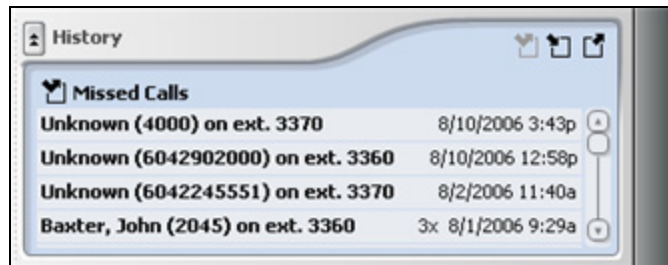 History
Missed Calls
Unknown (4000) on ext. 3370 8/10/2006 3:43p
Unknown (6042902000) on ext. 3360 8/10/2006 12:58p
Unknown (6042245551) on ext. 3370 8/2/2006 11:40a
Baxter, John (2045) on ext. 3360 3x 8/1/2006 9:29a